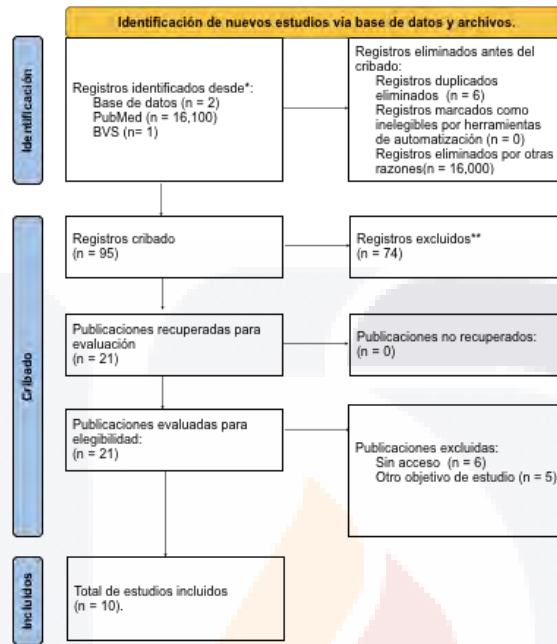 Identificación de nuevos estudios vía base de datos y archivos.
Identificación
Registros identificados desde*:
Base de datos (n = 2)
PubMed (n = 16,100)
BVS (n= 1)
Registros eliminados antes del
cribado:
Registros duplicados
eliminados (n = 6)
Registros marcados como
inelegibles por herramientas
de automatización (n = 0)
Registros eliminados por otras
razones(n = 16,000)
Cribado
Registros cribado
(n = 95)
Registros excluidos**
(n = 74)
Publicaciones recuperadas para
evaluación
(n = 21)
Publicaciones no recuperados:
(n = 0)
Publicaciones evaluadas para
elegibilidad:
(n = 21)
Publicaciones excluidas:
Sin acceso (n = 6)
Otro objetivo de estudio (n = 5)
Incluidos
Total de estudios incluidos
(n = 10).